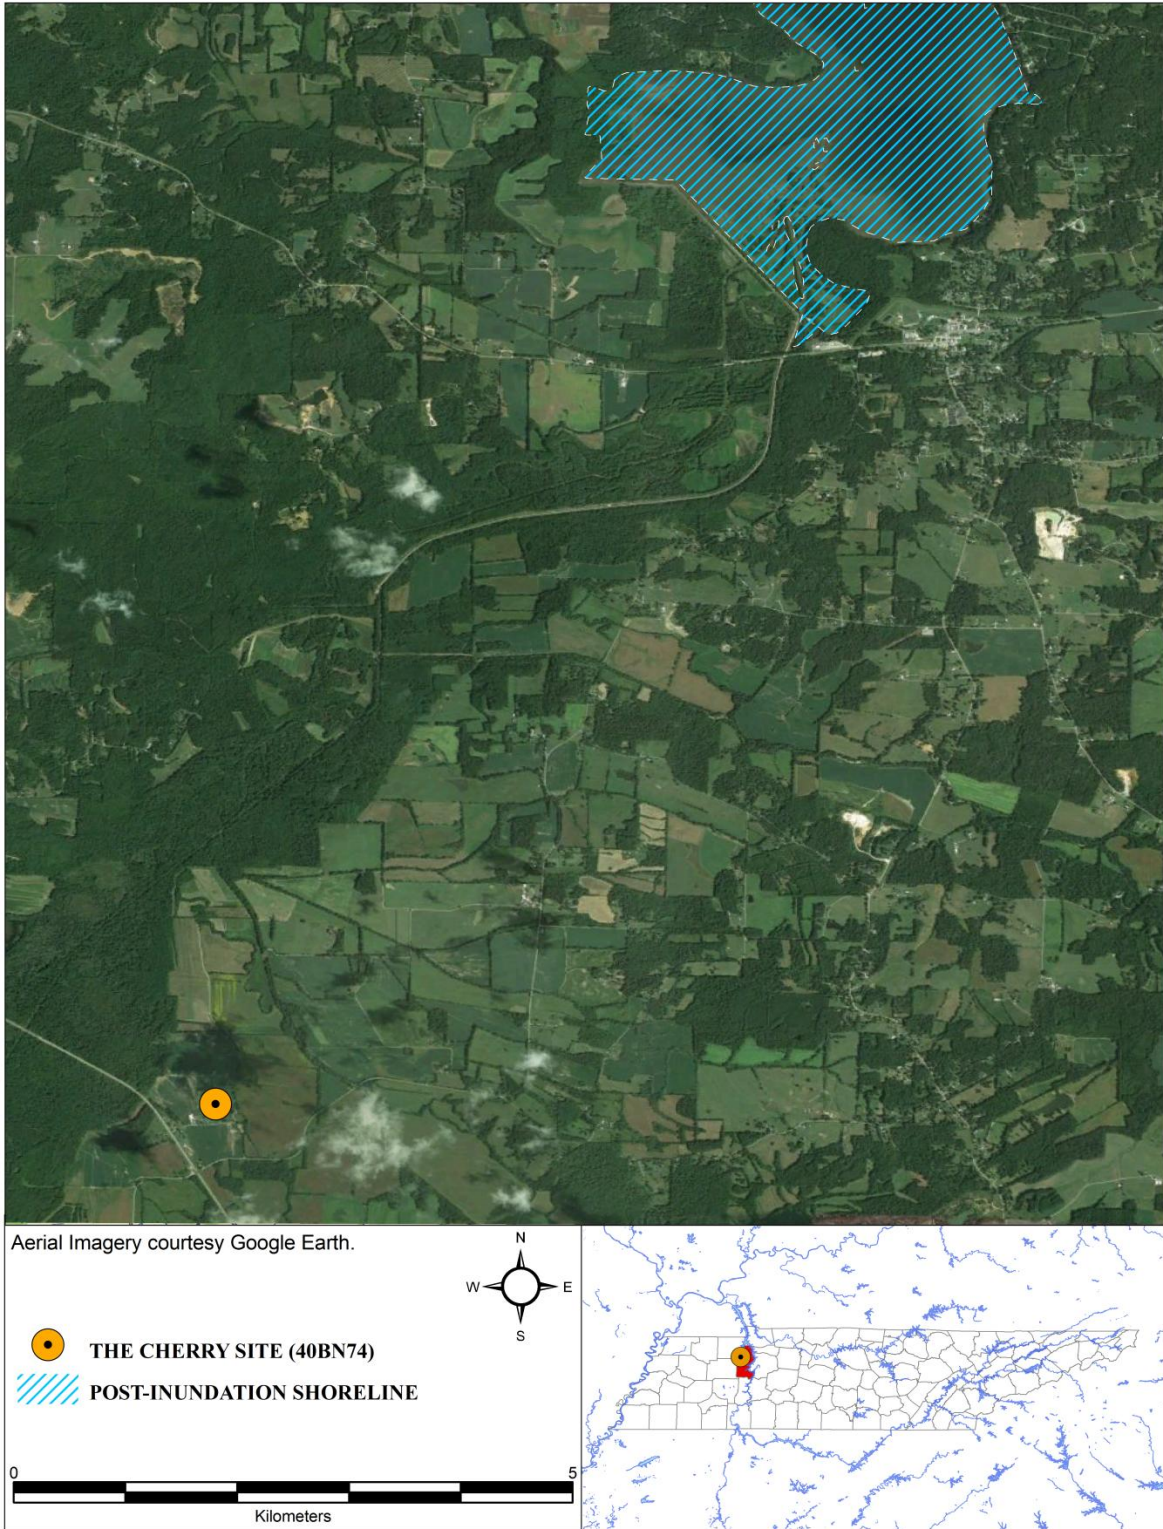 Aerial Imagery courtesy Google Earth.
N
W E
S
THE CHERRY SITE (40BN74)
POST-INUNDATION SHORELINE
0 5
Kilometers